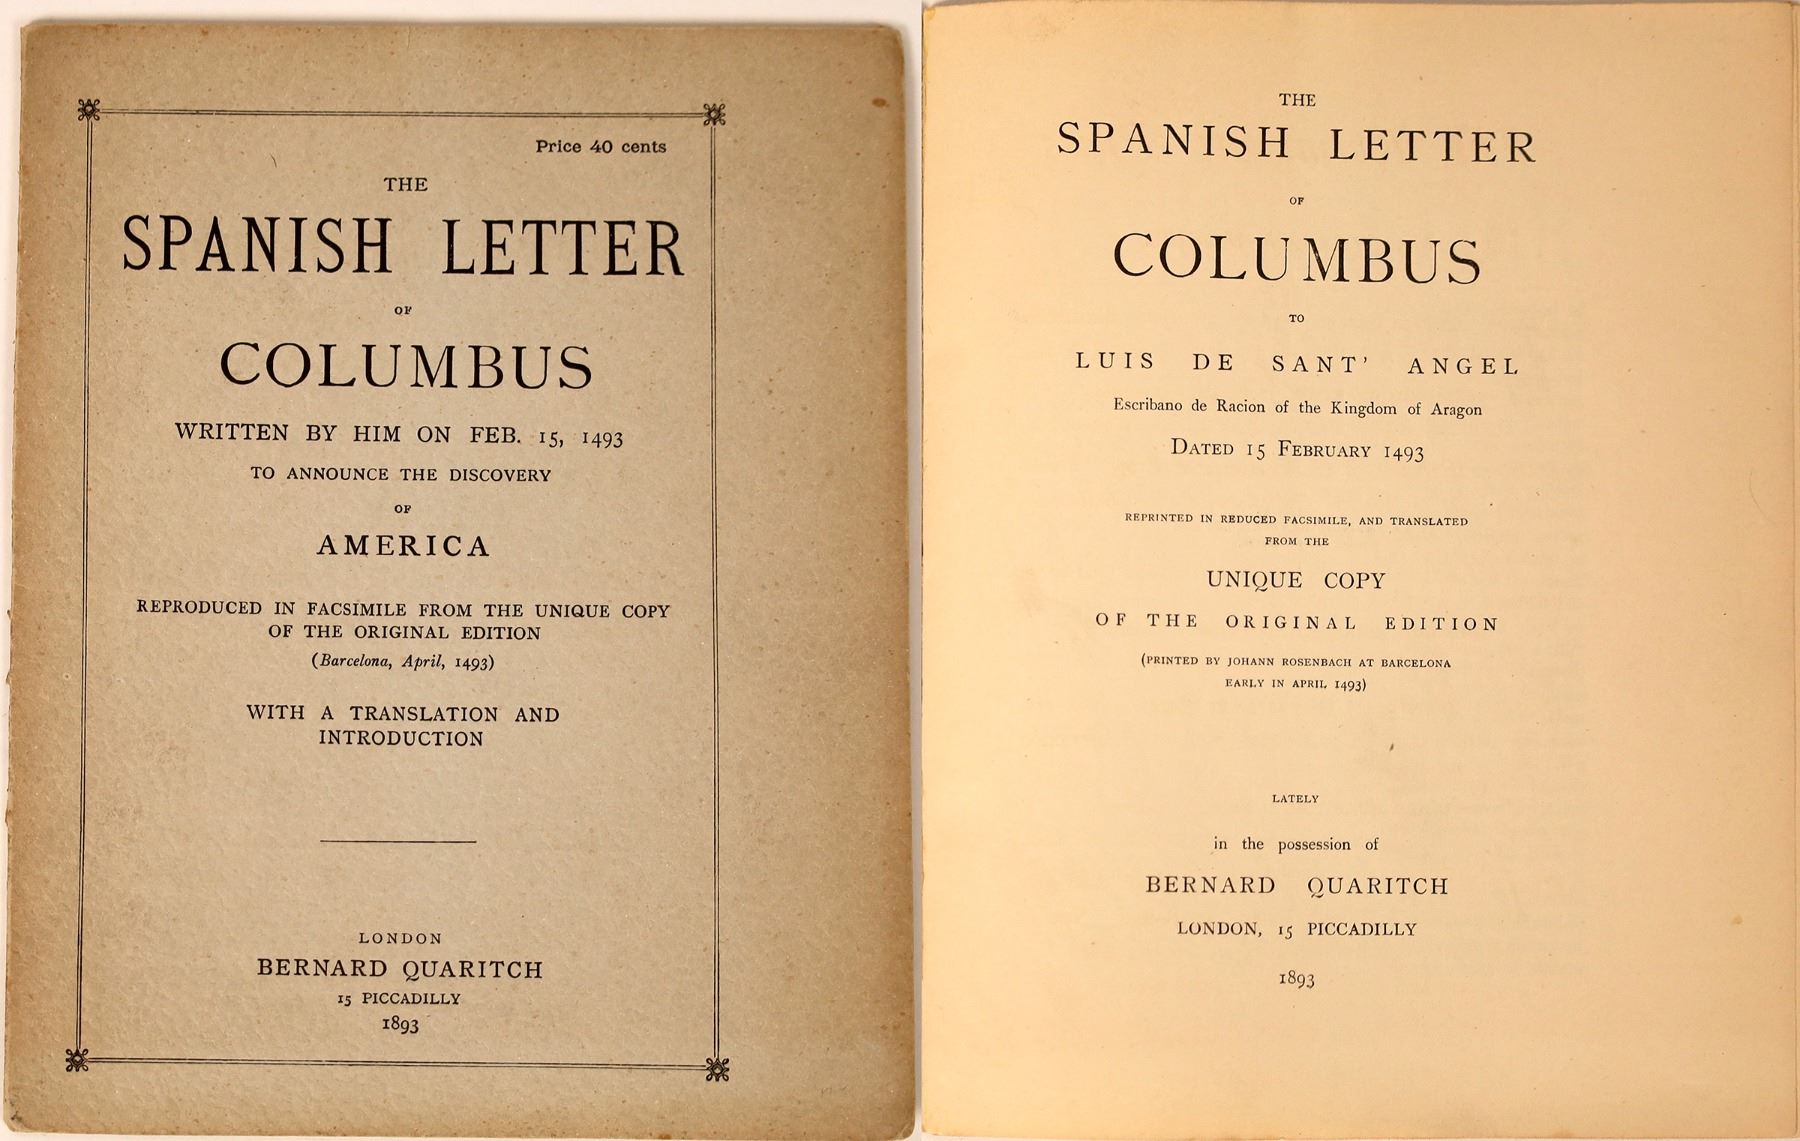 Price 40 cents
THE
SPANISH LETTER
OF
COLUMBUS
WRITTEN BY HIM ON FEB. 15, 1493
TO ANNOUNCE THE DISCOVERY
OF
AMERICA
REPRODUCED IN FACSIMILE FROM THE UNIQUE COPY
OF THE ORIGINAL EDITION
(Barcelona, April, 1493)
WITH A TRANSLATION AND
INTRODUCTION
LONDON
BERNARD QUARITCH
15 PICCADILLY
1893
THE
SPANISH LETTER
OF
COLUMBUS
TO
LUIS DE SANT' ANGEL
Escribano de Racion of the Kingdom of Aragon
DATED 15 FEBRUARY 1493
REPRINTED IN REDUCED FACSIMILE, AND TRANSLATED
FROM THE
UNIQUE COPY
OF THE ORIGINAL EDITION
(PRINTED BY JOHANN ROSENBACH AT BARCELONA
EARLY IN APRIL 1493)
LATELY
in the possession of
BERNARD QUARITCH
LONDON, 15 PICCADILLY
1893